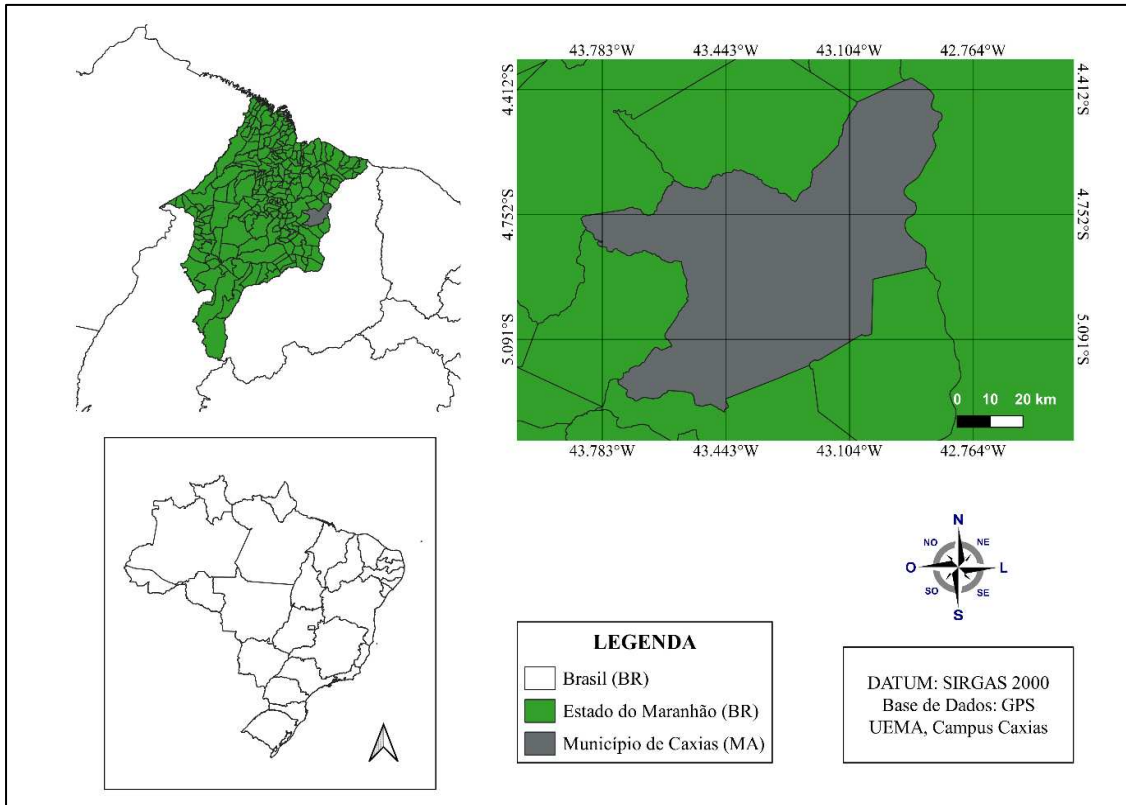 43.783°W 43.443°W 43.104°W 42.764°W
4.412°S 4.412°S
4.752°S 4.752°S
5.091°S 5.091°S
0 10 20 km
43.783°W 43.443°W 43.104°W 42.764°W
N
NO NE
O L
SO SE
S
LEGENDA
Brasil (BR)
Estado do Maranhão (BR)
Município de Caxias (MA)
DATUM: SIRGAS 2000
Base de Dados: GPS
UEMA, Campus Caxias